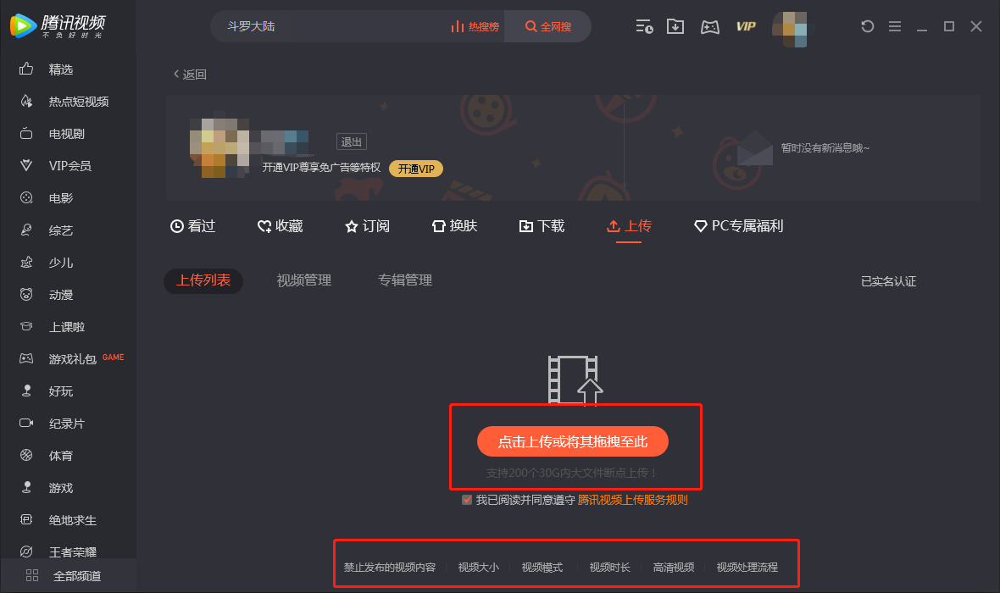 腾讯视频
不负好时光
斗罗大陆
热搜榜
全网搜
VIP
精选
热点短视频
电视剧
VIP会员
电影
综艺
少儿
动漫
上课啦
游戏礼包 GAME
好玩
纪录片
体育
游戏
绝地求生
王者荣耀
全部频道
返回
退出
开通VIP尊享免广告等特权 开通VIP
暂时没有新消息哦~
看过 收藏 订阅 换肤 下载 上传 PC专属福利
上传列表 视频管理 专辑管理 已实名认证
点击上传或将其拖拽至此
支持200个30G内大文件断点上传！
我已阅读并同意遵守 腾讯视频上传服务规则
禁止发布的视频内容 视频大小 视频模式 视频时长 高清视频 视频处理流程